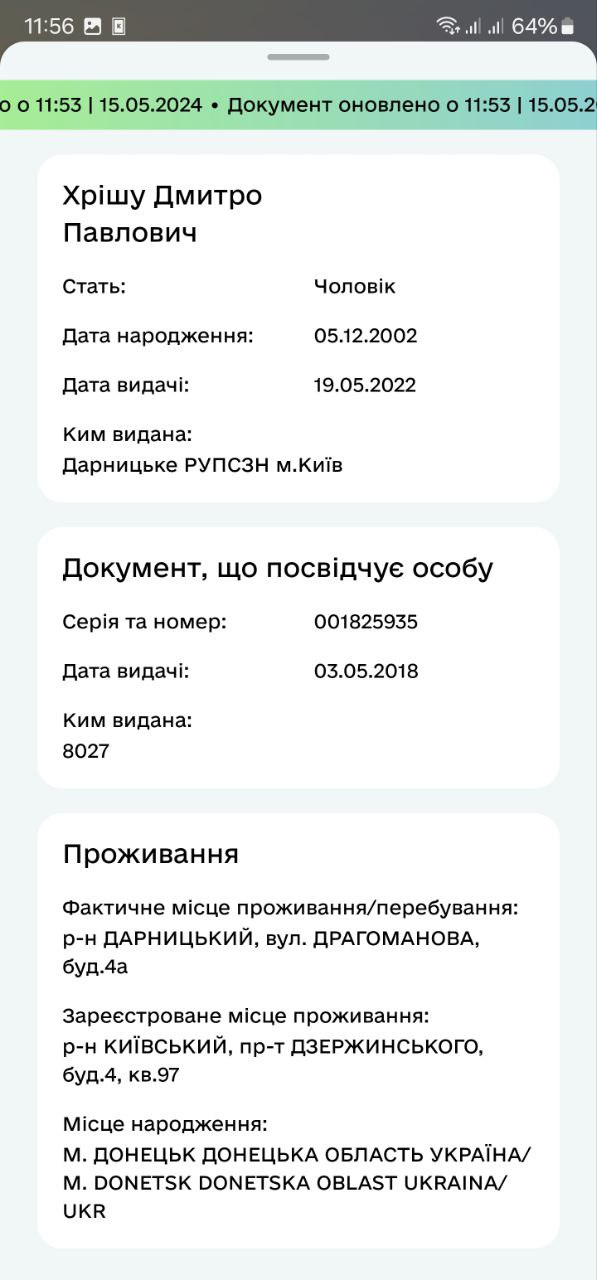 11:56
64%
о о 11:53 | 15.05.2024 • Документ оновлено о 11:53 | 15.05.2
Хрішу Дмитро
Павлович
Стать: Чоловік
Дата народження: 05.12.2002
Дата видачі: 19.05.2022
Ким видана:
Дарницьке РУПСЗН м.Київ
Документ, що посвідчує особу
Серія та номер: 001825935
Дата видачі: 03.05.2018
Ким видана:
8027
Проживання
Фактичне місце проживання/перебування:
р-н ДАРНИЦЬКИЙ, вул. ДРАГОМАНОВА,
буд.4а
Зареєстроване місце проживання:
р-н КИЇВСЬКИЙ, пр-т ДЗЕРЖИНСЬКОГО,
буд.4, кв.97
Місце народження:
М. ДОНЕЦЬК ДОНЕЦЬКА ОБЛАСТЬ УКРАЇНА/
M. DONETSK DONETSKA OBLAST UKRAINA/
UKR